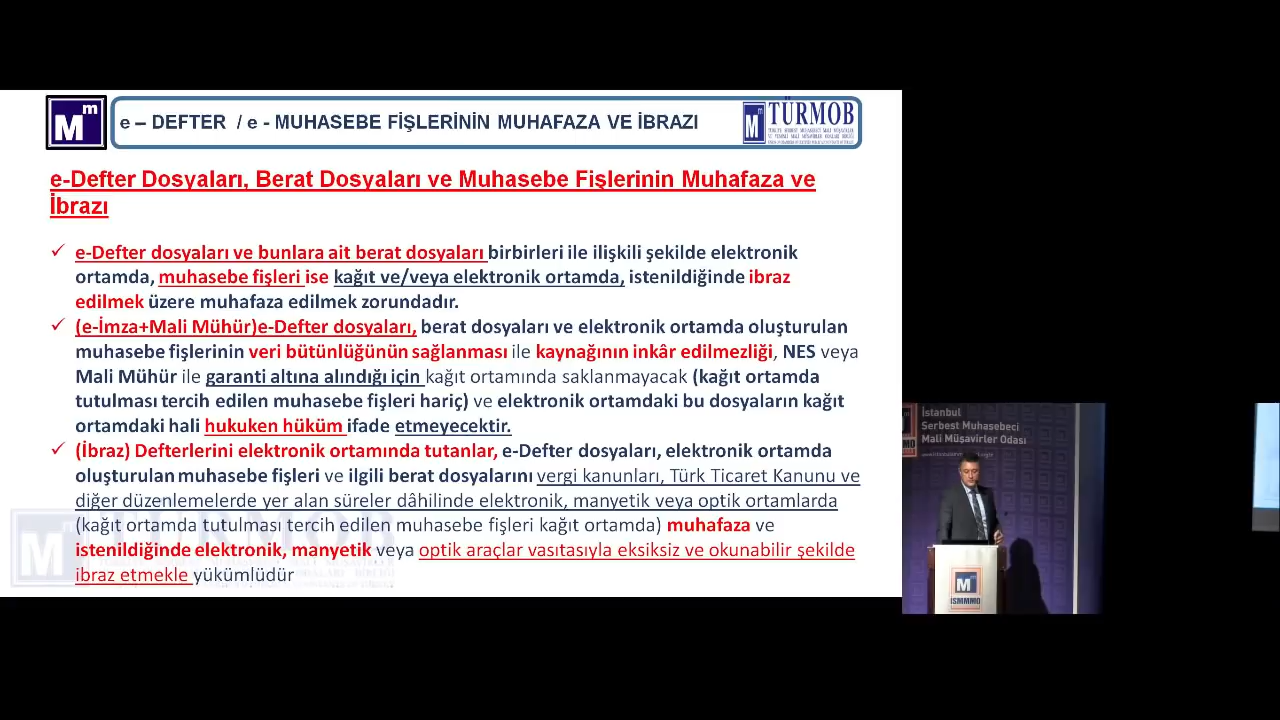 Mm
e – DEFTER / e - MUHASEBE FİŞLERİNİN MUHAFAZA VE İBRAZI
TÜRMOB
e-Defter Dosyaları, Berat Dosyaları ve Muhasebe Fişlerinin Muhafaza ve
İbrazı
✓ e-Defter dosyaları ve bunlara ait berat dosyaları birbirleri ile ilişkili şekilde elektronik
ortamda, muhasebe fişleri ise kağıt ve/veya elektronik ortamda, istenildiğinde ibraz
edilmek üzere muhafaza edilmek zorundadır.
✓ (e-İmza+Mali Mühür)e-Defter dosyaları, berat dosyaları ve elektronik ortamda oluşturulan
muhasebe fişlerinin veri bütünlüğünün sağlanması ile kaynağının inkâr edilmezliği, NES veya
Mali Mühür ile garanti altına alındığı için kağıt ortamında saklanmayacak (kağıt ortamda
tutulması tercih edilen muhasebe fişleri hariç) ve elektronik ortamdaki bu dosyaların kağıt
ortamdaki hali hukuken hüküm ifade etmeyecektir.
✓ (İbraz) Defterlerini elektronik ortamında tutanlar, e-Defter dosyaları, elektronik ortamda
oluşturulan muhasebe fişleri ve ilgili berat dosyalarını vergi kanunları, Türk Ticaret Kanunu ve
diğer düzenlemelerde yer alan süreler dâhilinde elektronik, manyetik veya optik ortamlarda
(kağıt ortamda tutulması tercih edilen muhasebe fişleri kağıt ortamda) muhafaza ve
istenildiğinde elektronik, manyetik veya optik araçlar vasıtasıyla eksiksiz ve okunabilir şekilde
ibraz etmekle yükümlüdür
İstanbul
Serbest Muhasebeci
Mali Müşavirler Odası
ISMMMO